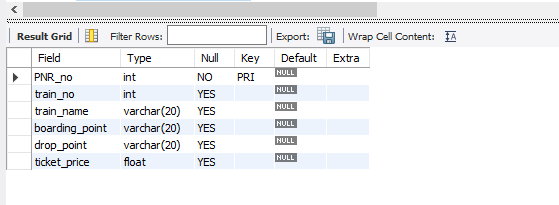 Result Grid Filter Rows: Export: Wrap Cell Content: IA
Field Type Null Key Default Extra
PNR_no int NO PRI NULL
train_no int YES NULL
train_name varchar(20) YES NULL
boarding_point varchar(20) YES NULL
drop_point varchar(20) YES NULL
ticket_price float YES NULL